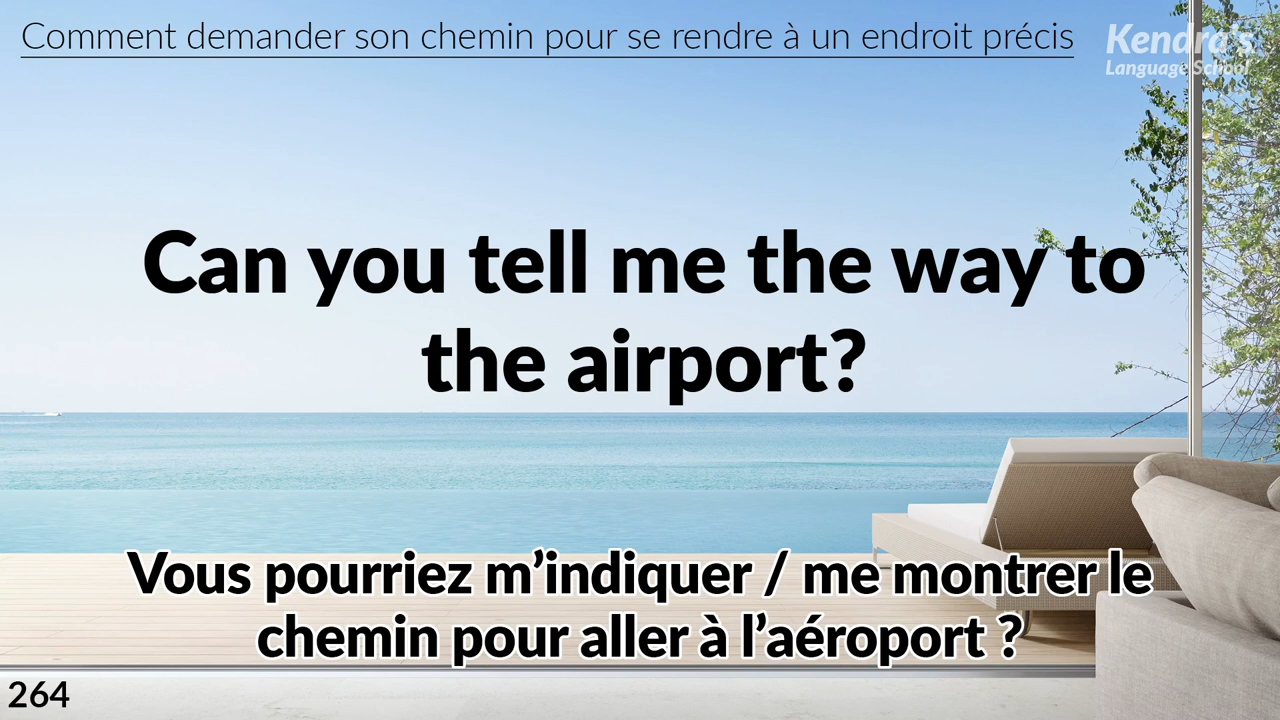 Comment demander son chemin pour se rendre à un endroit précis
Kendra's
Language School
Can you tell me the way to
the airport?
Vous pourriez m’indiquer / me montrer le
chemin pour aller à l’aéroport ?
264